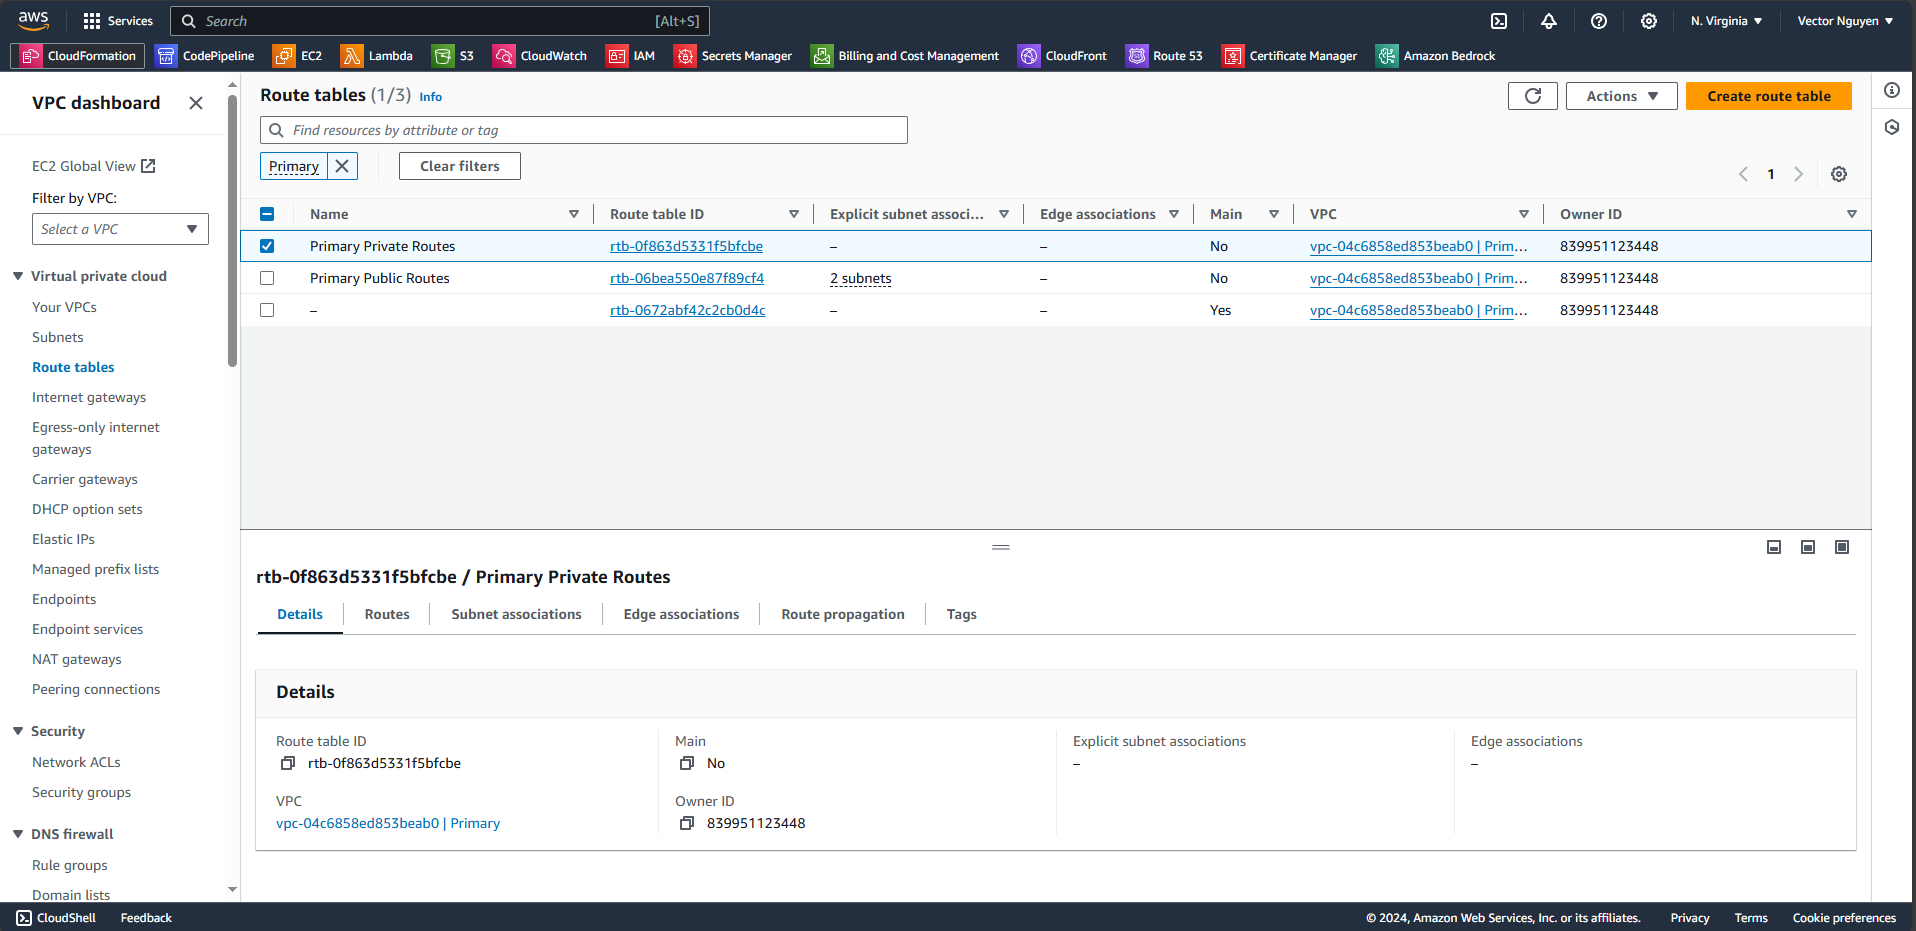 aws
Services
Search
[Alt+S]
N. Virginia
Vector Nguyen
CloudFormation
CodePipeline
EC2
Lambda
S3
CloudWatch
IAM
Secrets Manager
Billing and Cost Management
CloudFront
Route 53
Certificate Manager
Amazon Bedrock
VPC dashboard
EC2 Global View
Filter by VPC:
Select a VPC
Virtual private cloud
Your VPCs
Subnets
Route tables
Internet gateways
Egress-only internet
gateways
Carrier gateways
DHCP option sets
Elastic IPs
Managed prefix lists
Endpoints
Endpoint services
NAT gateways
Peering connections
Security
Network ACLs
Security groups
DNS firewall
Rule groups
Domain lists
Route tables (1/3) Info
Actions
Create route table
Find resources by attribute or tag
Primary
Clear filters
1
Name Route table ID Explicit subnet associ... Edge associations Main VPC Owner ID
Primary Private Routes rtb-0f863d5331f5bfcbe – – No vpc-04c6858ed853beab0 | Prim... 839951123448
Primary Public Routes rtb-06bea550e87f89cf4 2 subnets – No vpc-04c6858ed853beab0 | Prim... 839951123448
– rtb-0672abf42c2cb0d4c – – Yes vpc-04c6858ed853beab0 | Prim... 839951123448
rtb-0f863d5331f5bfcbe / Primary Private Routes
Details Routes Subnet associations Edge associations Route propagation Tags
Details
Route table ID
rtb-0f863d5331f5bfcbe
Main
No
Explicit subnet associations
–
Edge associations
–
VPC
vpc-04c6858ed853beab0 | Primary
Owner ID
839951123448
CloudShell
Feedback
© 2024, Amazon Web Services, Inc. or its affiliates.
Privacy
Terms
Cookie preferences